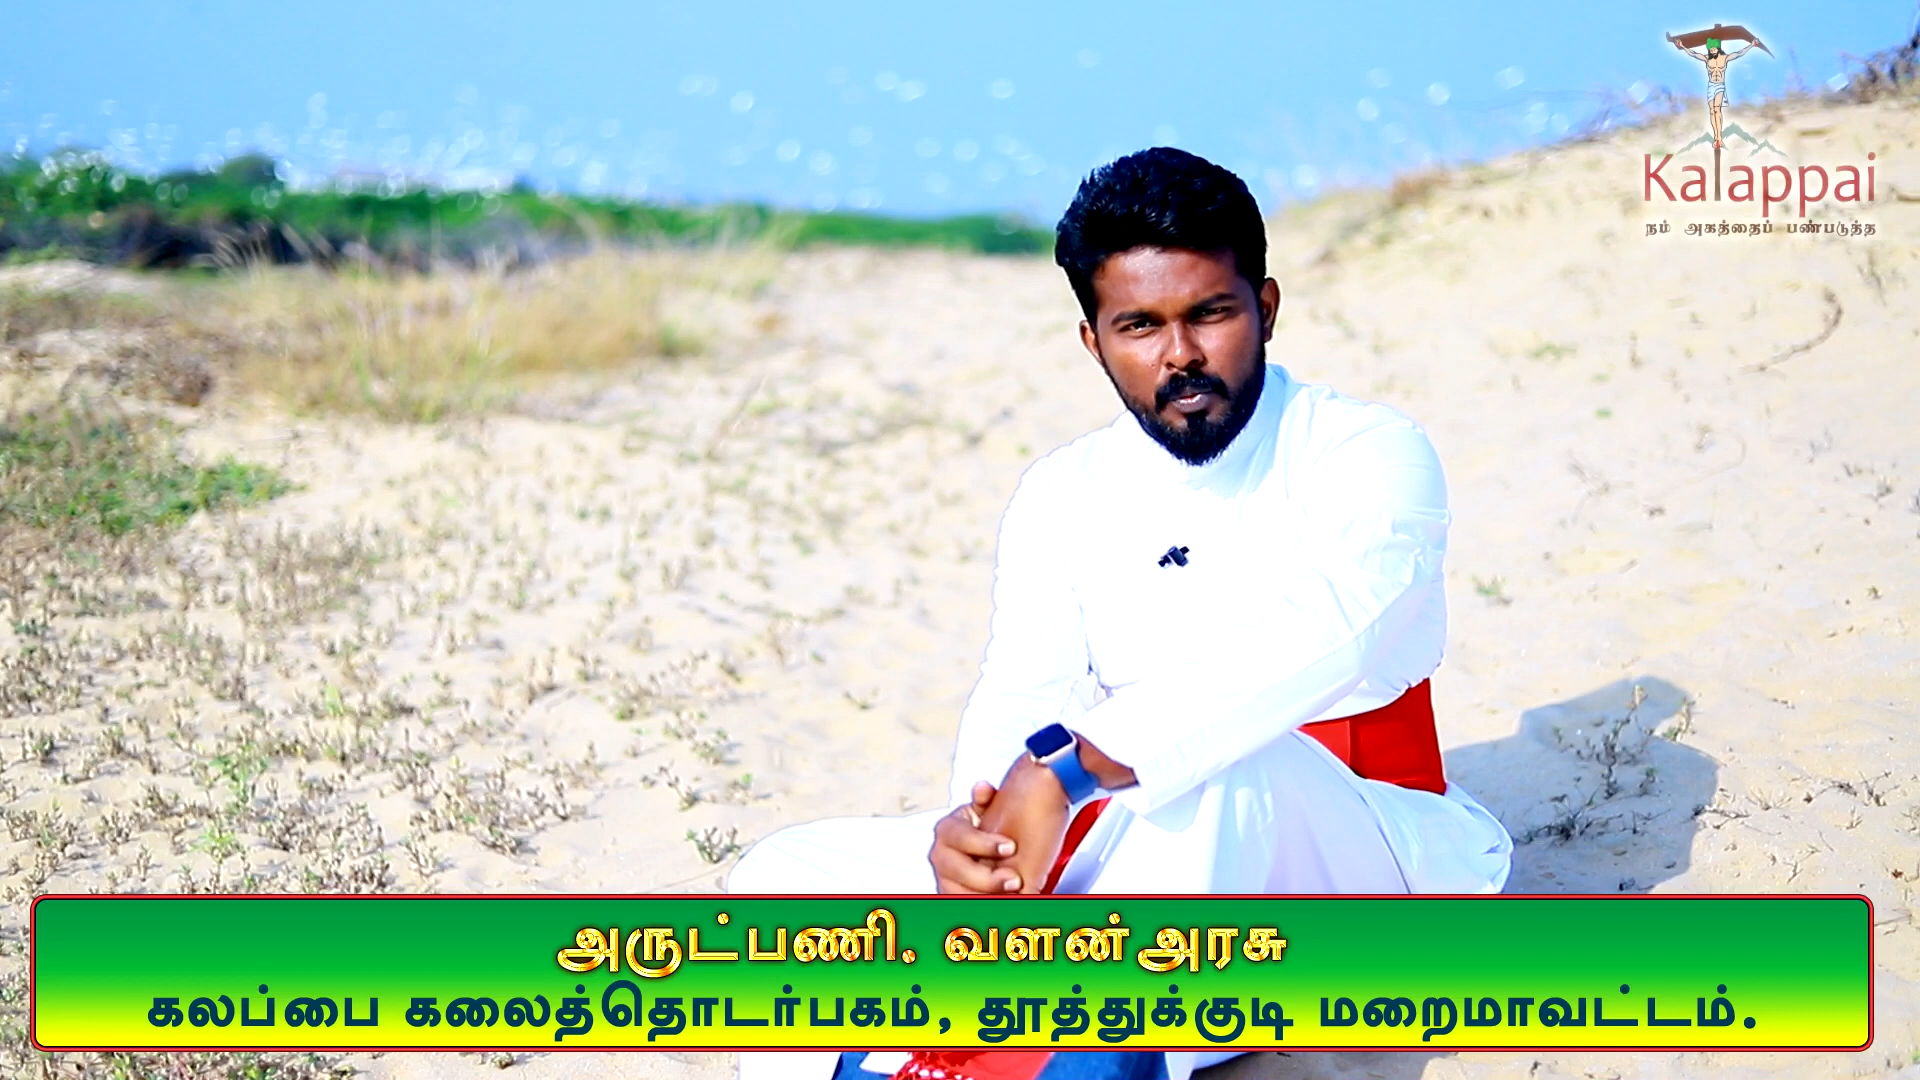 Kalappai
நம் அகத்தைப் பண்படுத்த
அருட்பணி. வளன்அரசு
கலப்பை கலைத்தொடர்பகம், தூத்துக்குடி மறைமாவட்டம்.